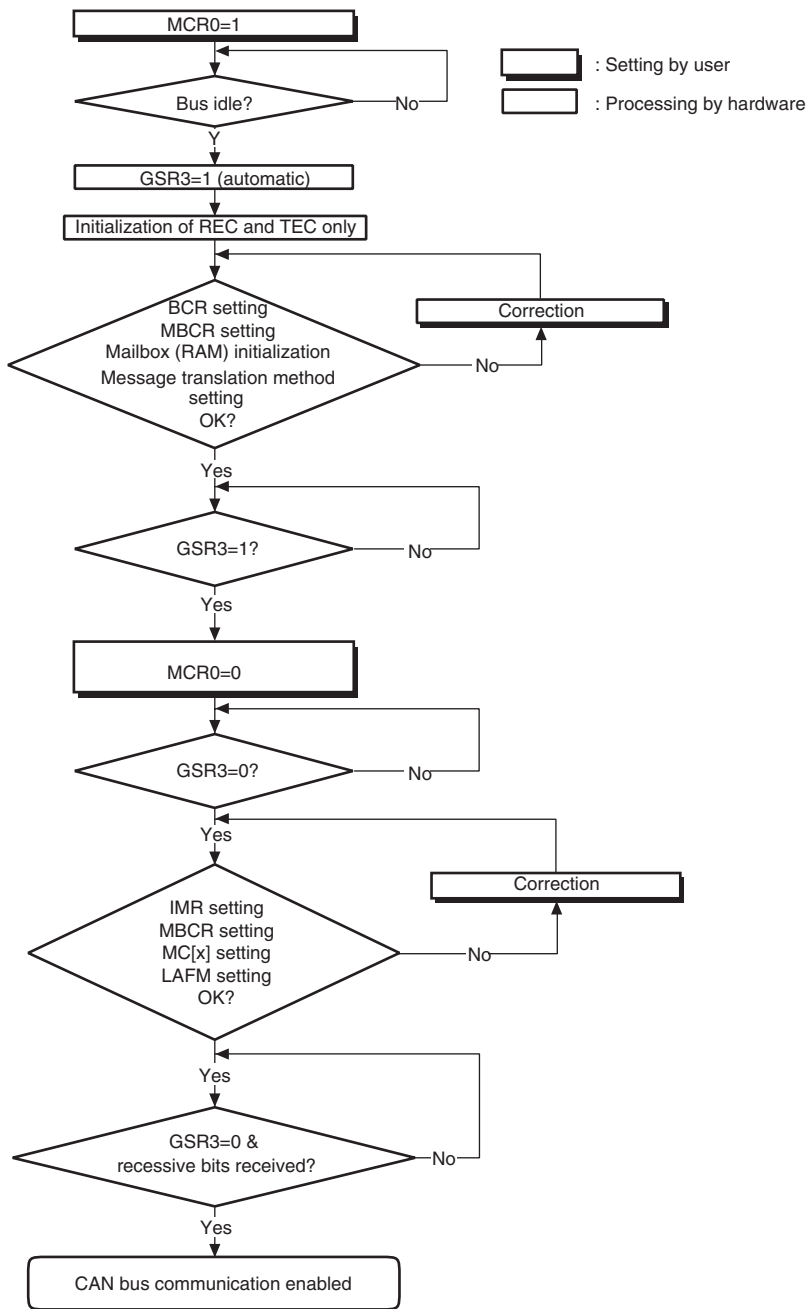 MCR0=1
: Setting by user
Bus idle?
No
: Processing by hardware
Y
GSR3=1 (automatic)
Initialization of REC and TEC only
BCR setting
MBCR setting
Mailbox (RAM) initialization
Message translation method
setting
OK?
No
Correction
Yes
GSR3=1?
No
Yes
MCR0=0
GSR3=0?
No
Yes
IMR setting
MBCR setting
MC[x] setting
LAFM setting
OK?
No
Correction
Yes
GSR3=0 &
recessive bits received?
No
Yes
CAN bus communication enabled